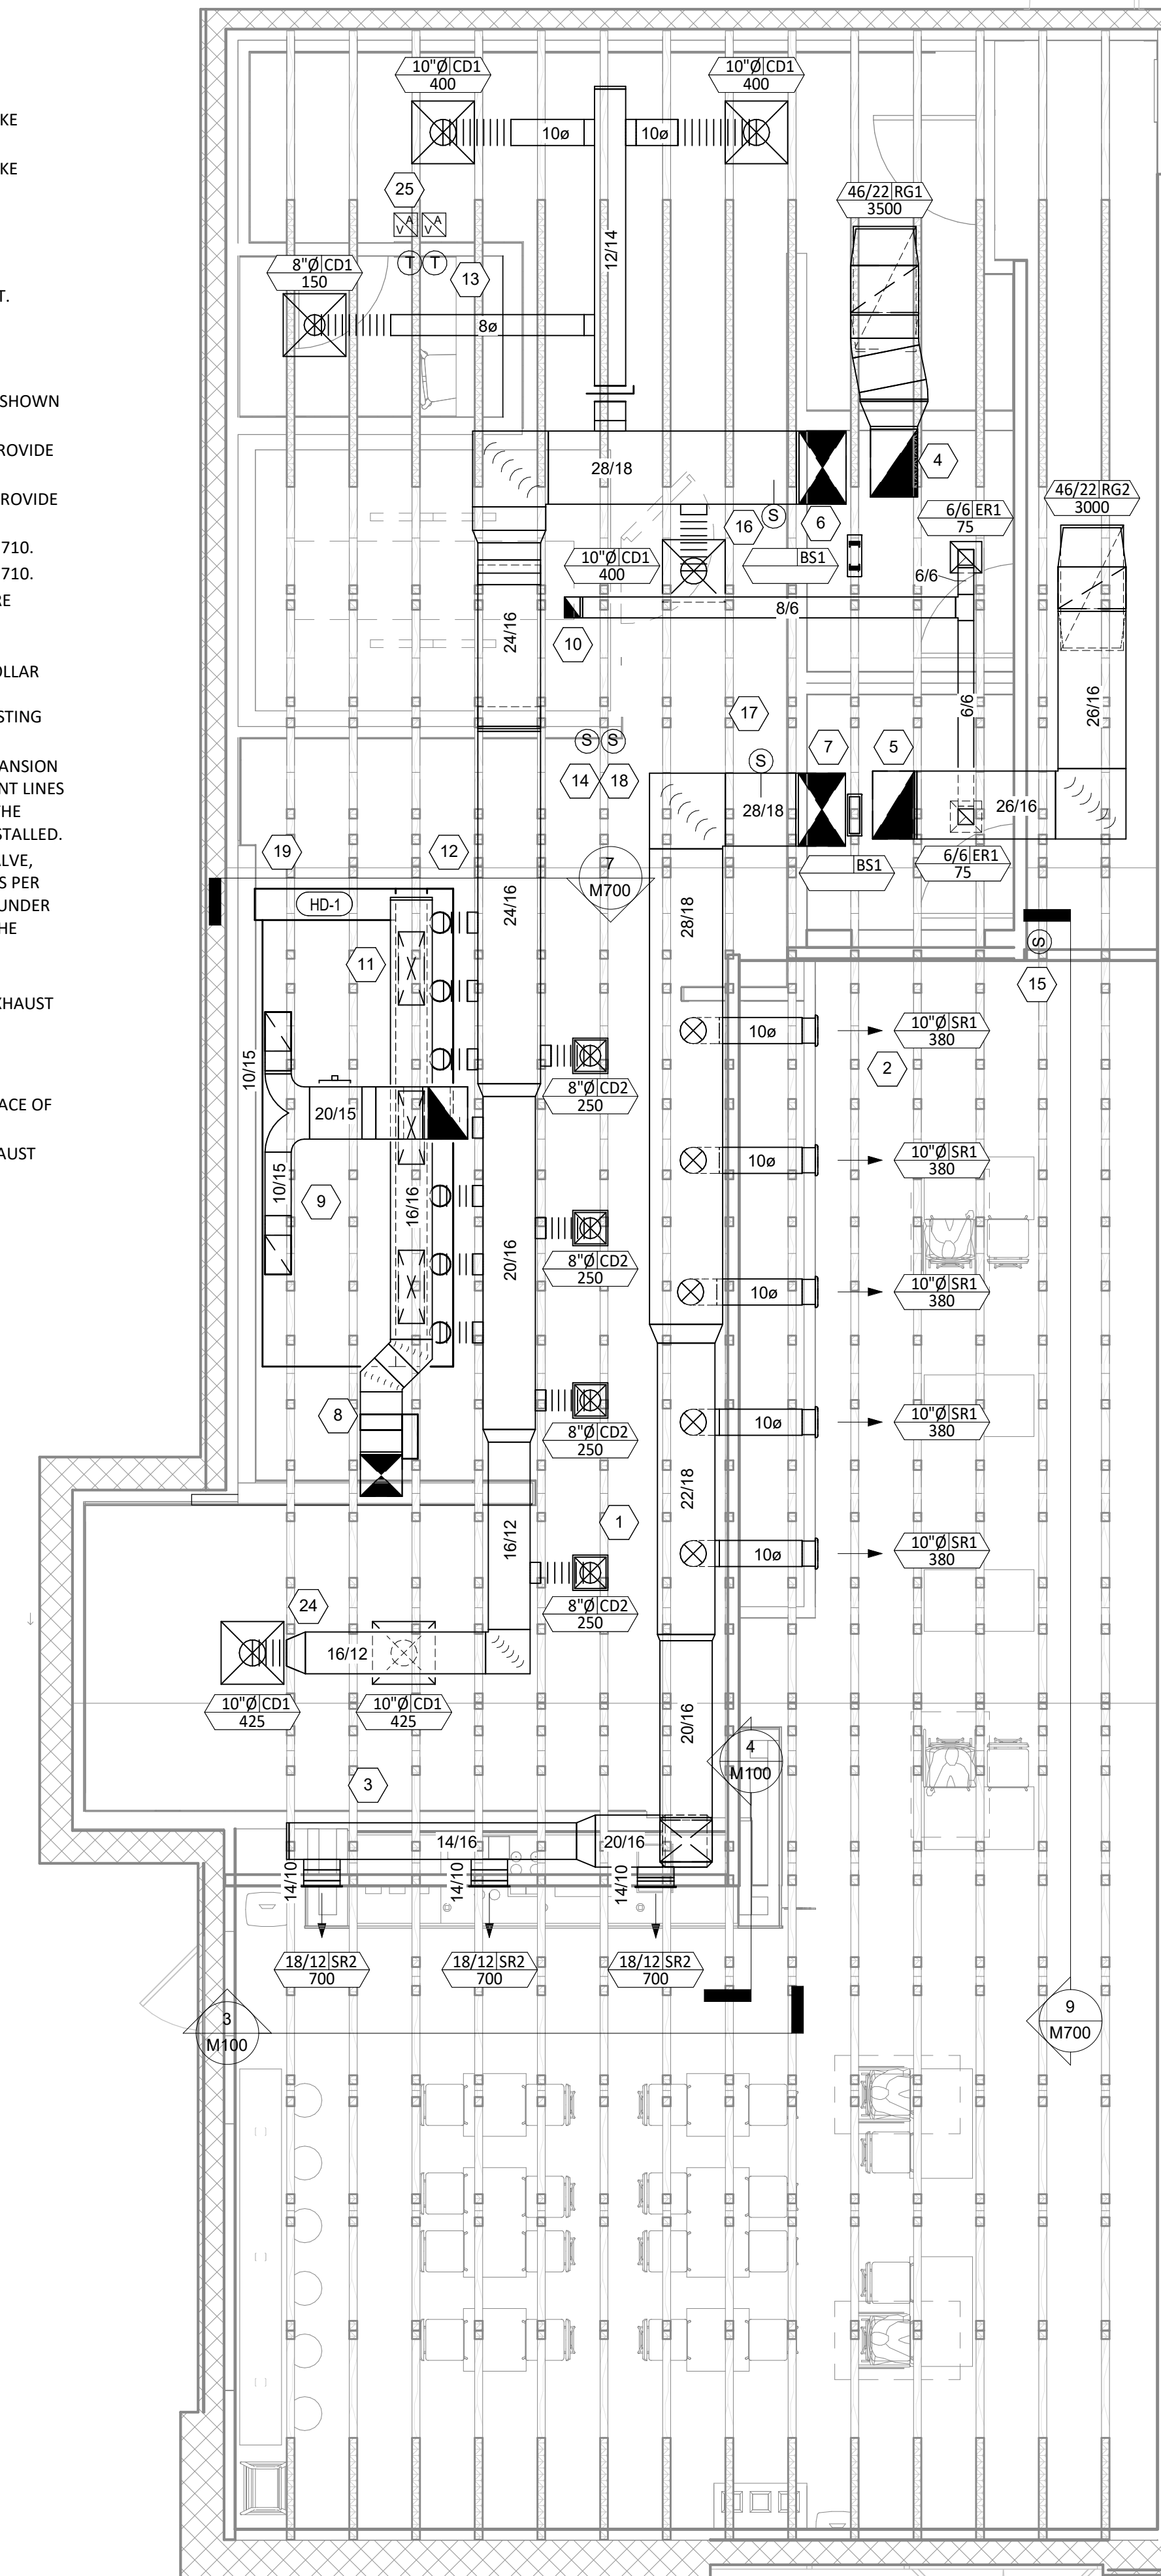 KE
KE
T.
SHOWN
ROVIDE
ROVIDE
710.
710.
RE
OLLAR
STING
ANSION
NT LINES
THE
STALLED.
ALVE,
S PER
UNDER
THE
XHAUST
ACE OF
AUST
10"Ø CD1
400
10"Ø CD1
400
10ø
10ø
25
V A
V A
46/22 RG1
3500
12/14
8"Ø CD1
150
T
T
13
8ø
28/18
4
46/22 RG2
3000
16
S
6
6/6 ER1
75
10"Ø CD1
400
BS1
6/6
8/6
24/16
10
6/6
26/16
17
S
S
14
18
S
7
5
28/18
26/16
19
12
7
M700
BS1
6/6 ER1
75
HD-1
24/16
28/18
S
11
15
10ø
10"Ø SR1
380
10/15
2
8"Ø CD2
250
20/15
10ø
10"Ø SR1
380
10/15
9
16/16
20/16
8"Ø CD2
250
10ø
10"Ø SR1
380
8
8"Ø CD2
250
10ø
10"Ø SR1
380
22/18
16/12
1
10ø
10"Ø SR1
380
8"Ø CD2
250
24
16/12
10"Ø CD1
425
10"Ø CD1
425
20/16
4
M100
3
14/16
20/16
14/10
14/10
14/10
18/12 SR2
700
18/12 SR2
700
18/12 SR2
700
3
M100
9
M700